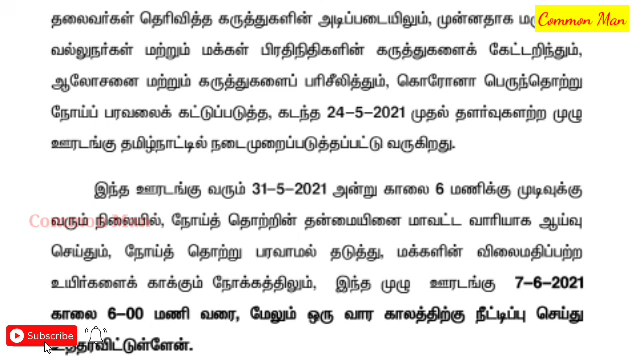 Common Man
தலைவர்கள் தெரிவித்த கருத்துகளின் அடிப்படையிலும், முன்னதாக
வல்லுநர்கள் மற்றும் மக்கள் பிரதிநிதிகளின் கருத்துகளைக் கேட்டறிந்தும்,
ஆலோசனை மற்றும் கருத்துகளைப் பரிசீலித்தும், கொரோனா பெருந்தொற்று
நோய்ப் பரவலைக் கட்டுப்படுத்த, கடந்த 24-5-2021 முதல் தளர்வுகளற்ற முழு
ஊரடங்கு தமிழ்நாட்டில் நடைமுறைப்படுத்தப்பட்டு வருகிறது.
இந்த ஊரடங்கு வரும் 31-5-2021 அன்று காலை 6 மணிக்கு முடிவுக்கு
வரும் நிலையில், நோய்த் தொற்றின் தன்மையினை மாவட்ட வாரியாக ஆய்வு
Common Man
செய்தும், நோய்த் தொற்று பரவாமல் தடுத்து, மக்களின் விலைமதிப்பற்ற
உயிர்களைக் காக்கும் நோக்கத்திலும், இந்த முழு ஊரடங்கு 7-6-2021
காலை 6-00 மணி வரை, மேலும் ஒரு வார காலத்திற்கு நீட்டிப்பு செய்து
Subscribe
உத்தரவிட்டுள்ளேன்.